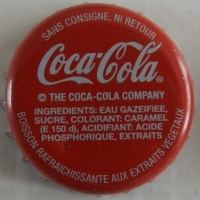 SANS CONSIGNE, NI RETOUR
Coca-Cola®
© THE COCA-COLA COMPANY
INGREDIENTS: EAU GAZEIFIEE,
SUCRE, COLORANT: CARAMEL
(E 150 d), ACIDIFIANT: ACIDE
PHOSPHORIQUE, EXTRAITS
VEGETAUX
BOISSON RAFRAICHISSANTE AUX EXTRAITS VEGETAUX